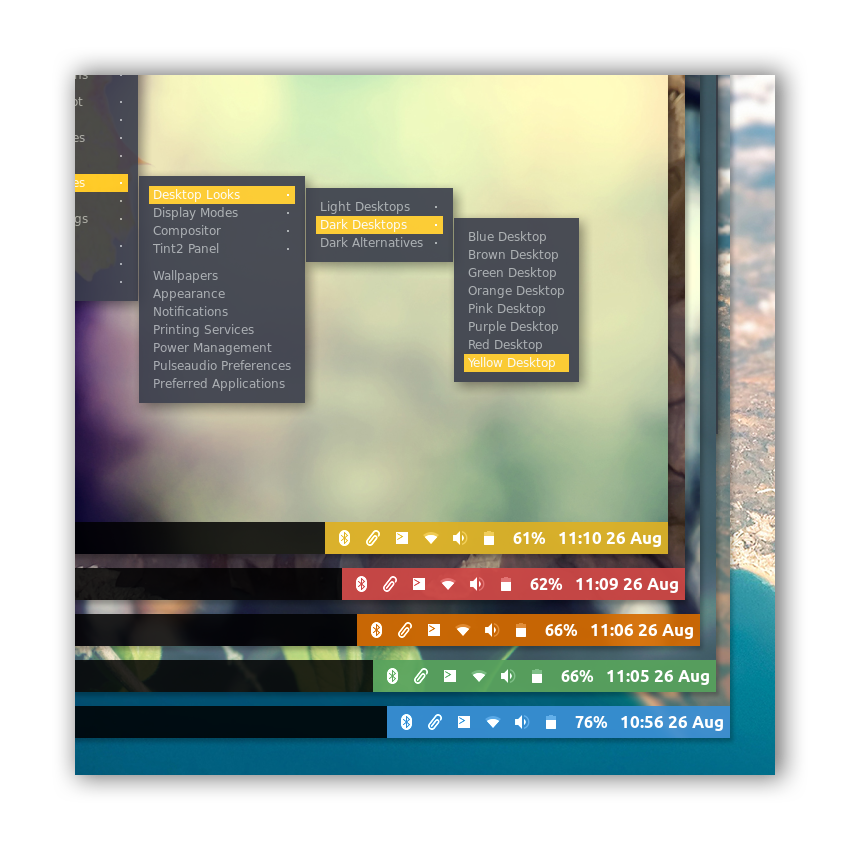 Desktop Looks
Display Modes
Compositor
Tint2 Panel
Wallpapers
Appearance
Notifications
Printing Services
Power Management
Pulseaudio Preferences
Preferred Applications
Light Desktops
Dark Desktops
Dark Alternatives
Blue Desktop
Brown Desktop
Green Desktop
Orange Desktop
Pink Desktop
Purple Desktop
Red Desktop
Yellow Desktop
61% 11:10 26 Aug
62% 11:09 26 Aug
66% 11:06 26 Aug
66% 11:05 26 Aug
76% 10:56 26 Aug